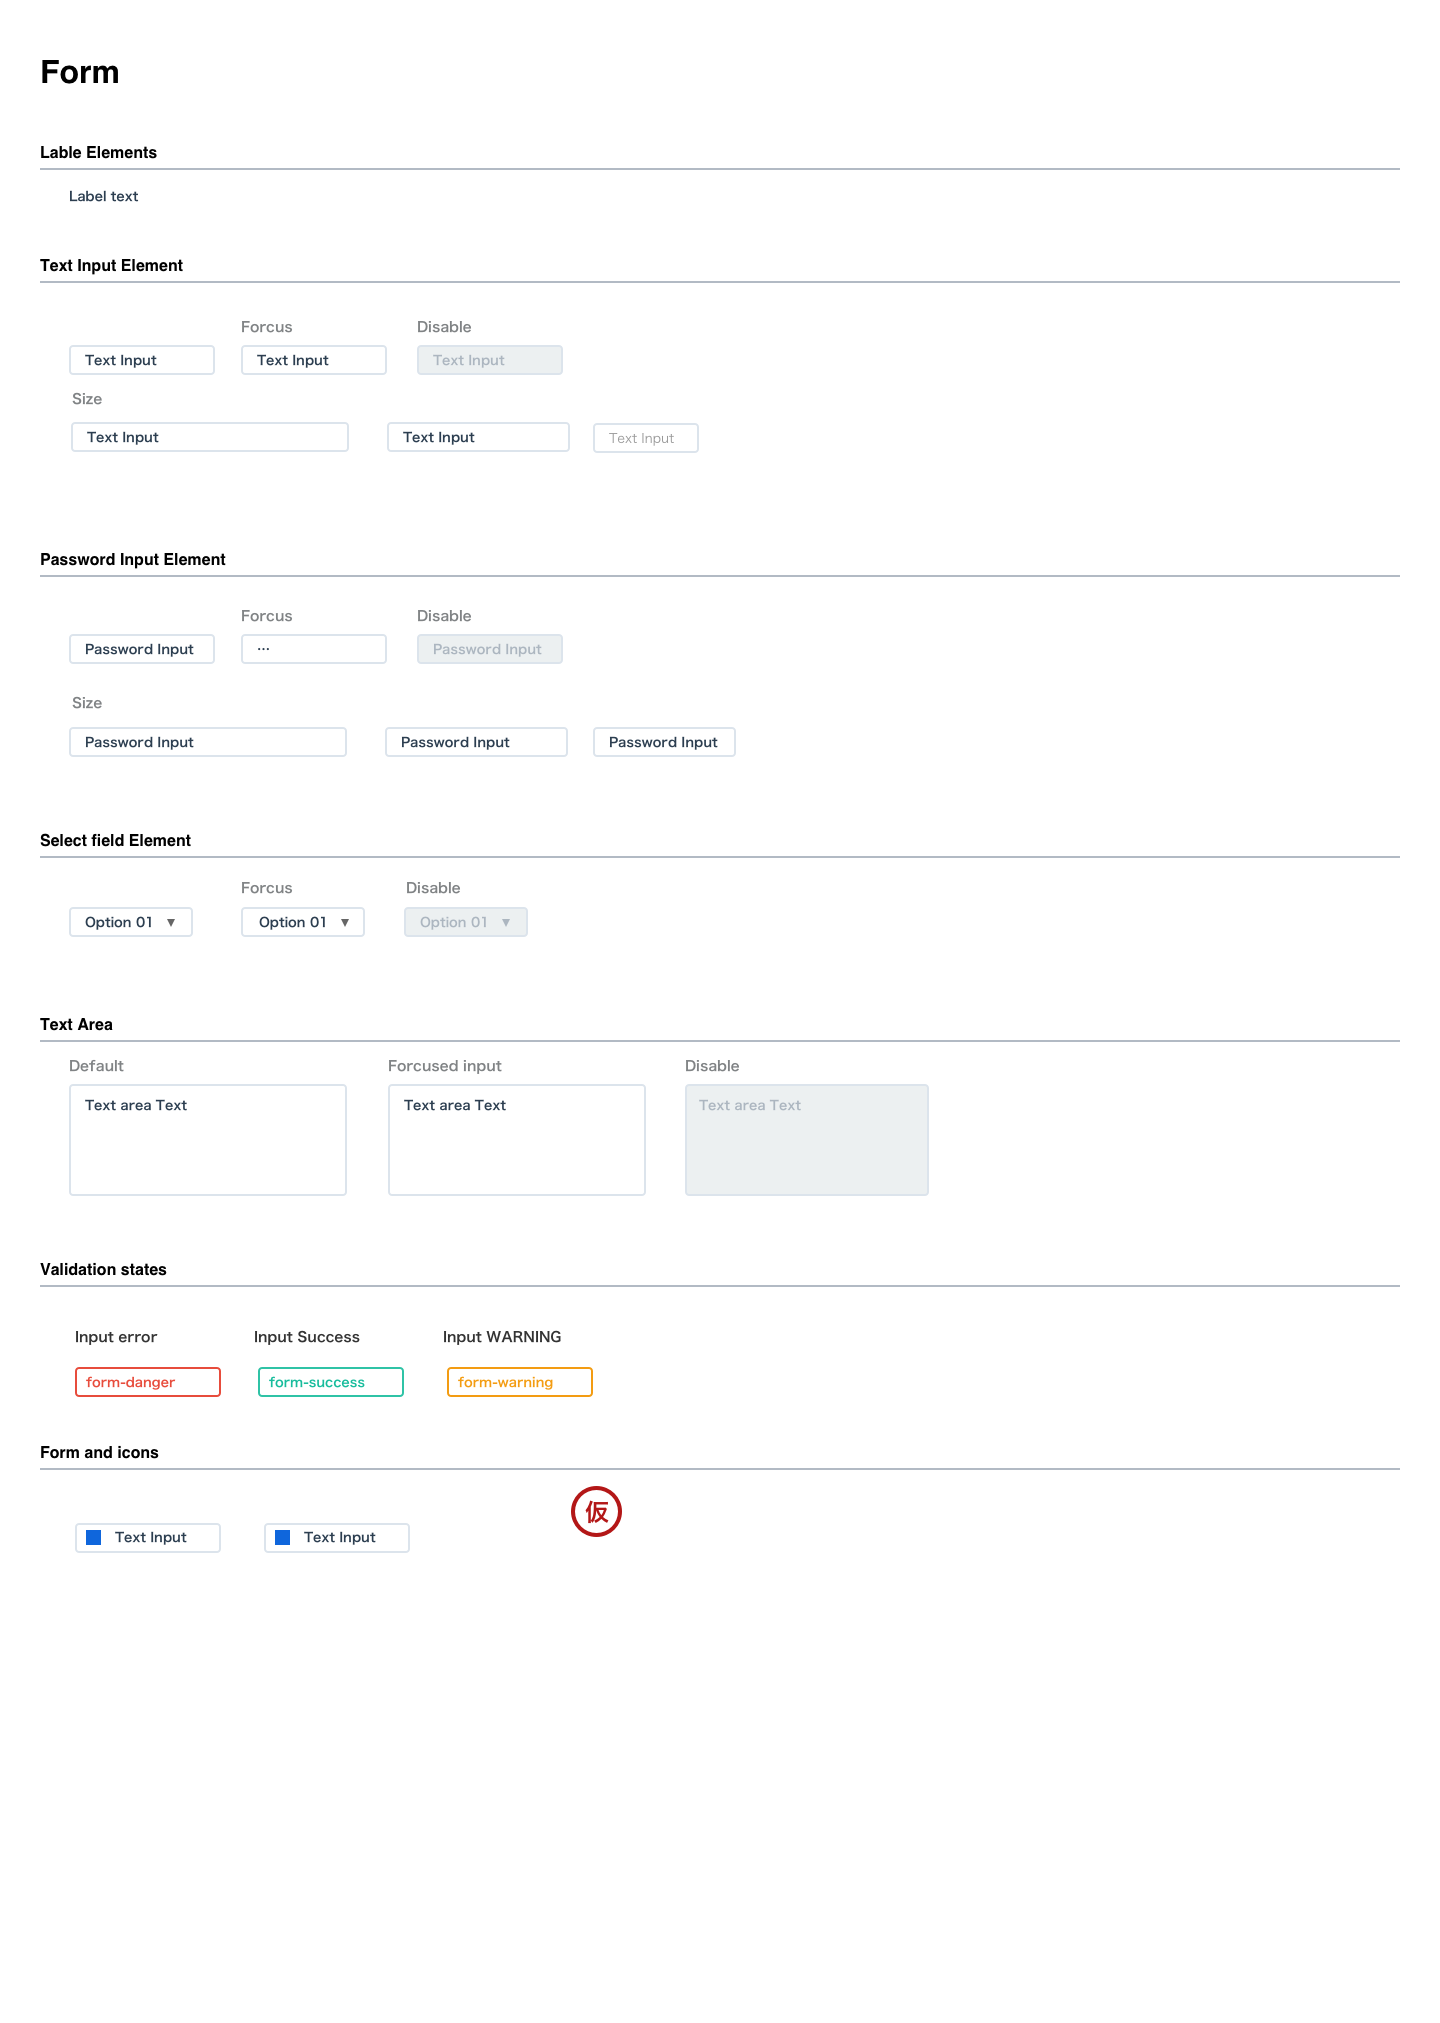 Form
Lable Elements
Label text
Text Input Element
Forcus Disable
Text Input Text Input Text Input
Size
Text Input Text Input Text Input
Password Input Element
Forcus Disable
Password Input ··· Password Input
Size
Password Input Password Input Password Input
Select field Element
Forcus Disable
Option 01 ▼ Option 01 ▼ Option 01 ▼
Text Area
Default Forcused input Disable
Text area Text Text area Text Text area Text
Validation states
Input error Input Success Input WARNING
form-danger form-success form-warning
Form and icons
仮
Text Input Text Input